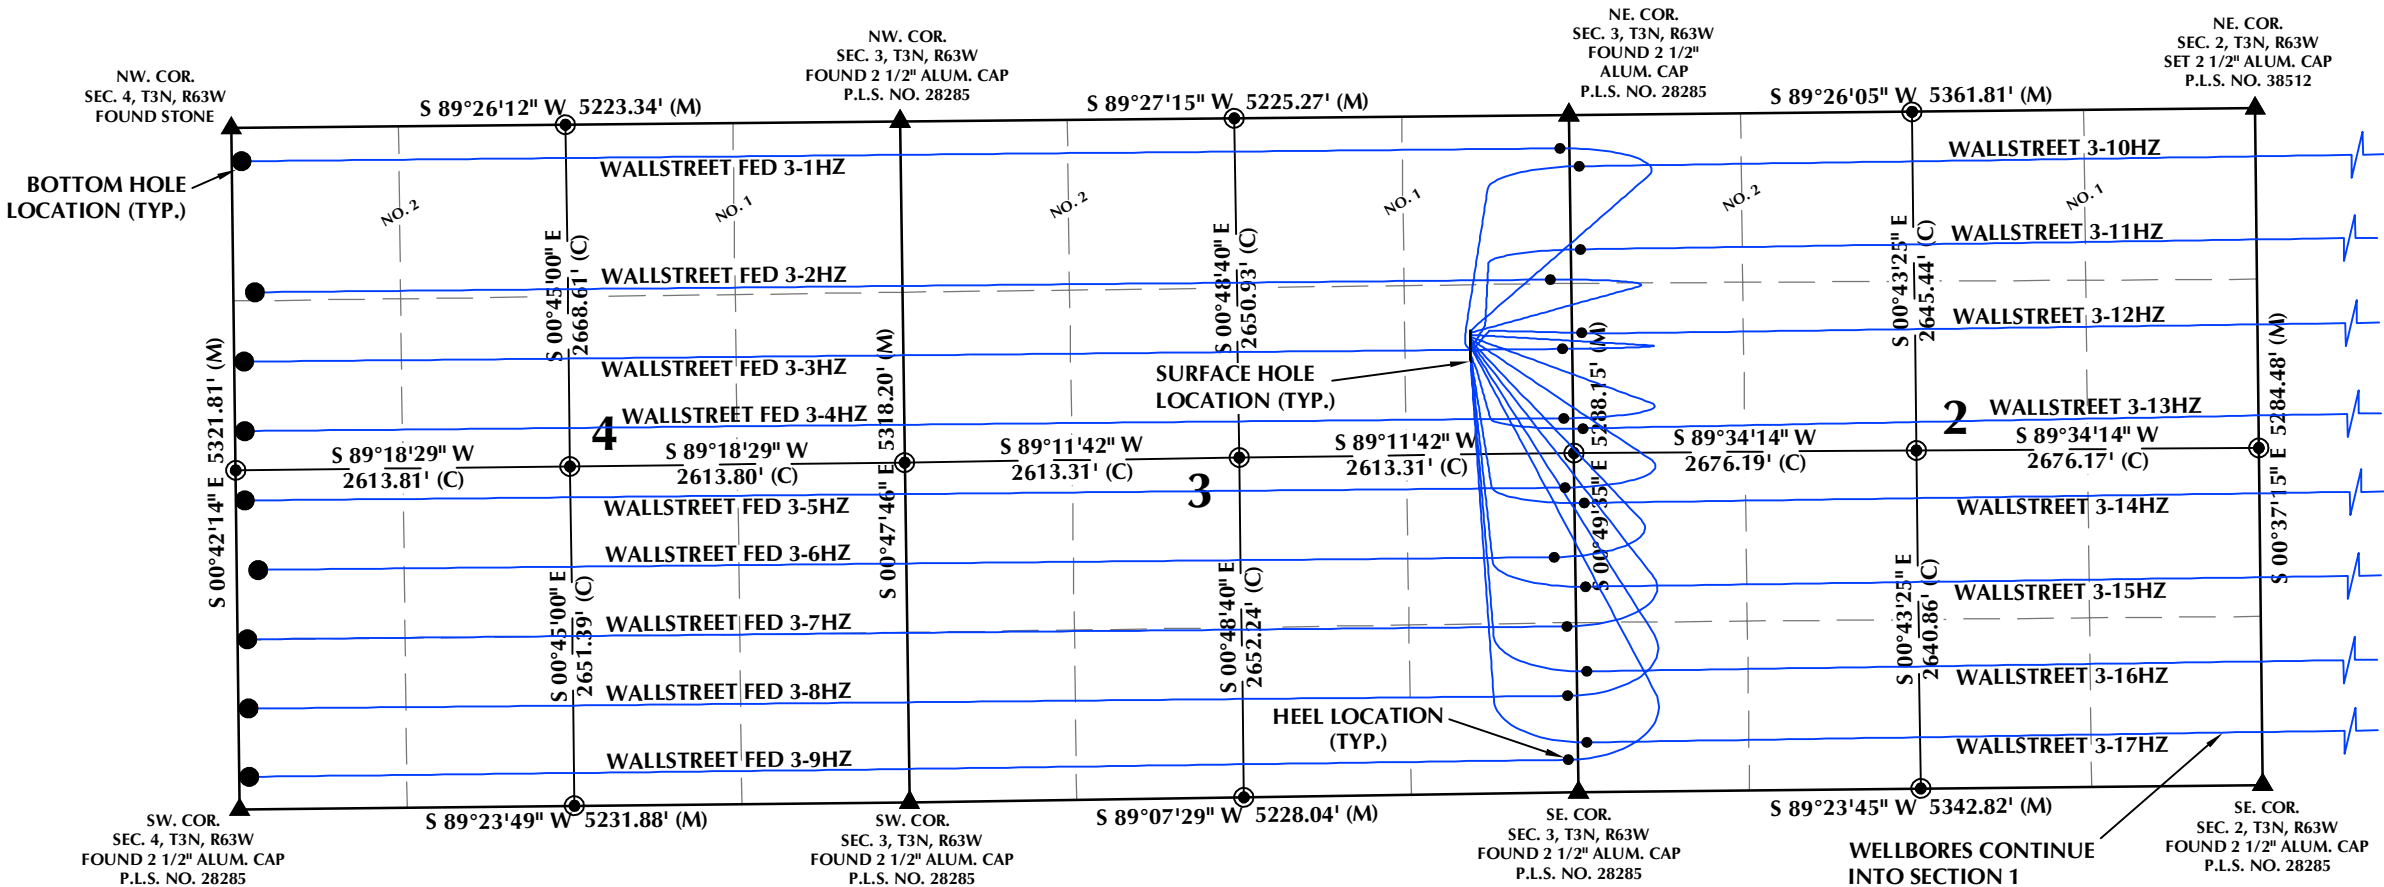 NW. COR.
SEC. 4, T3N, R63W
FOUND STONE
NW. COR.
SEC. 3, T3N, R63W
FOUND 2 1/2" ALUM. CAP
P.L.S. NO. 28285
NE. COR.
SEC. 3, T3N, R63W
FOUND 2 1/2"
ALUM. CAP
P.L.S. NO. 28285
NE. COR.
SEC. 2, T3N, R63W
SET 2 1/2" ALUM. CAP
P.L.S. NO. 38512
S 89°26'12" W 5223.34' (M)
S 89°27'15" W 5225.27' (M)
S 89°26'05" W 5361.81' (M)
BOTTOM HOLE
LOCATION (TYP.)
WALLSTREET FED 3-1HZ
WALLSTREET 3-10HZ
NO. 2
NO. 1
NO. 2
NO. 1
NO. 2
NO. 1
WALLSTREET 3-11HZ
WALLSTREET FED 3-2HZ
WALLSTREET 3-12HZ
WALLSTREET FED 3-3HZ
SURFACE HOLE
LOCATION (TYP.)
WALLSTREET FED 3-4HZ
WALLSTREET 3-13HZ
4
3
2
S 00°42'14" E 5321.81' (M)
S 00°45'00" E
2668.61' (C)
S 00°47'46" E 5318.20' (M)
S 00°48'40" E
2650.93' (C)
S 00°49'35" E 5288.15' (M)
S 00°43'25" E
2645.44' (C)
S 00°37'15" E 5284.48' (M)
S 89°18'29" W
2613.81' (C)
S 89°18'29" W
2613.80' (C)
S 89°11'42" W
2613.31' (C)
S 89°11'42" W
2613.31' (C)
S 89°34'14" W
2676.19' (C)
S 89°34'14" W
2676.17' (C)
WALLSTREET FED 3-5HZ
WALLSTREET 3-14HZ
WALLSTREET FED 3-6HZ
WALLSTREET 3-15HZ
S 00°45'00" E
2651.39' (C)
S 00°48'40" E
2652.24' (C)
S 00°43'25" E
2640.86' (C)
WALLSTREET FED 3-7HZ
WALLSTREET 3-16HZ
WALLSTREET FED 3-8HZ
HEEL LOCATION
(TYP.)
WALLSTREET 3-17HZ
WALLSTREET FED 3-9HZ
S 89°23'49" W 5231.88' (M)
S 89°07'29" W 5228.04' (M)
S 89°23'45" W 5342.82' (M)
SW. COR.
SEC. 4, T3N, R63W
FOUND 2 1/2" ALUM. CAP
P.L.S. NO. 28285
SW. COR.
SEC. 3, T3N, R63W
FOUND 2 1/2" ALUM. CAP
P.L.S. NO. 28285
SE. COR.
SEC. 3, T3N, R63W
FOUND 2 1/2" ALUM. CAP
P.L.S. NO. 28285
WELLBORES CONTINUE
INTO SECTION 1
SE. COR.
SEC. 2, T3N, R63W
FOUND 2 1/2" ALUM. CAP
P.L.S. NO. 28285